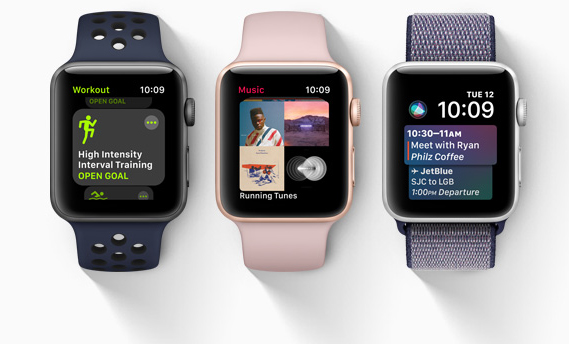 Workout 10:09
OPEN GOAL
High Intensity
Interval Training
OPEN GOAL
Music 10:09
Running Tunes
TUE 12
10:09
10:30–11AM
Meet with Ryan
Philz Coffee
JetBlue
SJC to LGB
1:00PM Departure